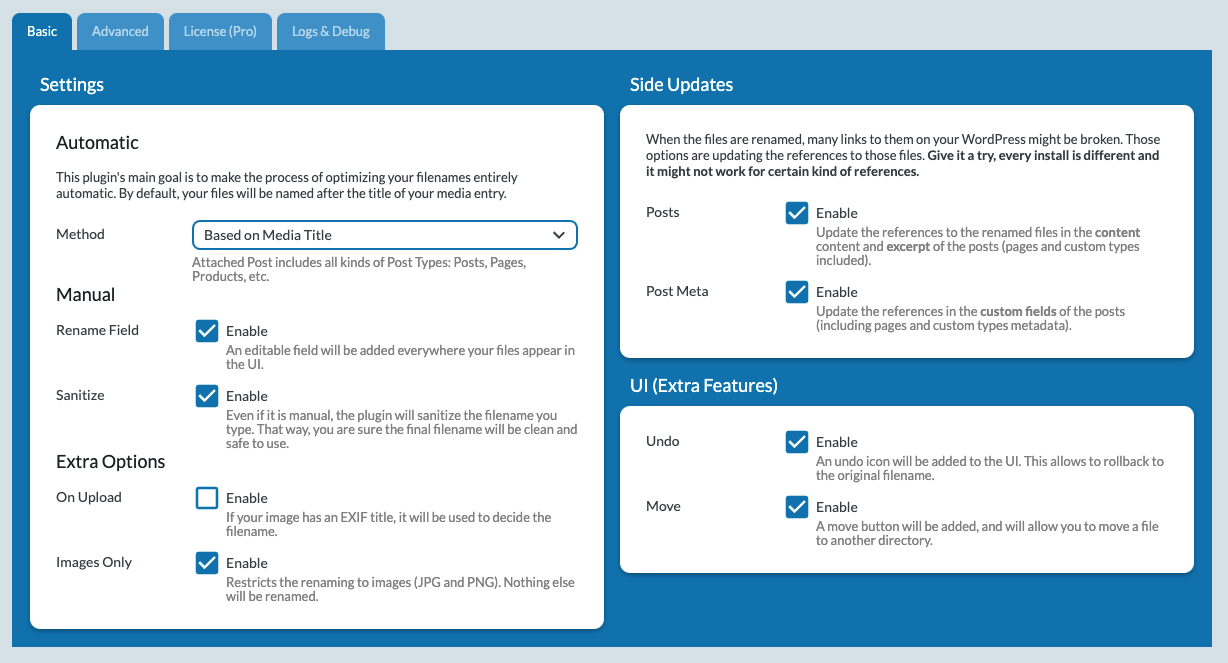 Basic
Advanced
License (Pro)
Logs & Debug
Settings
Automatic
This plugin's main goal is to make the process of optimizing your filenames entirely
automatic. By default, your files will be named after the title of your media entry.
Method
Based on Media Title
Attached Post includes all kinds of Post Types: Posts, Pages,
Products, etc.
Manual
Rename Field
Enable
An editable field will be added everywhere your files appear in
the UI.
Sanitize
Enable
Even if it is manual, the plugin will sanitize the filename you
type. That way, you are sure the final filename will be clean and
safe to use.
Extra Options
On Upload
Enable
If your image has an EXIF title, it will be used to decide the
filename.
Images Only
Enable
Restricts the renaming to images (JPG and PNG). Nothing else
will be renamed.
Side Updates
When the files are renamed, many links to them on your WordPress might be broken. Those
options are updating the references to those files. Give it a try, every install is different and
it might not work for certain kind of references.
Posts
Enable
Update the references to the renamed files in the content
content and excerpt of the posts (pages and custom types
included).
Post Meta
Enable
Update the references in the custom fields of the posts
(including pages and custom types metadata).
UI (Extra Features)
Undo
Enable
An undo icon will be added to the UI. This allows to rollback to
the original filename.
Move
Enable
A move button will be added, and will allow you to move a file
to another directory.